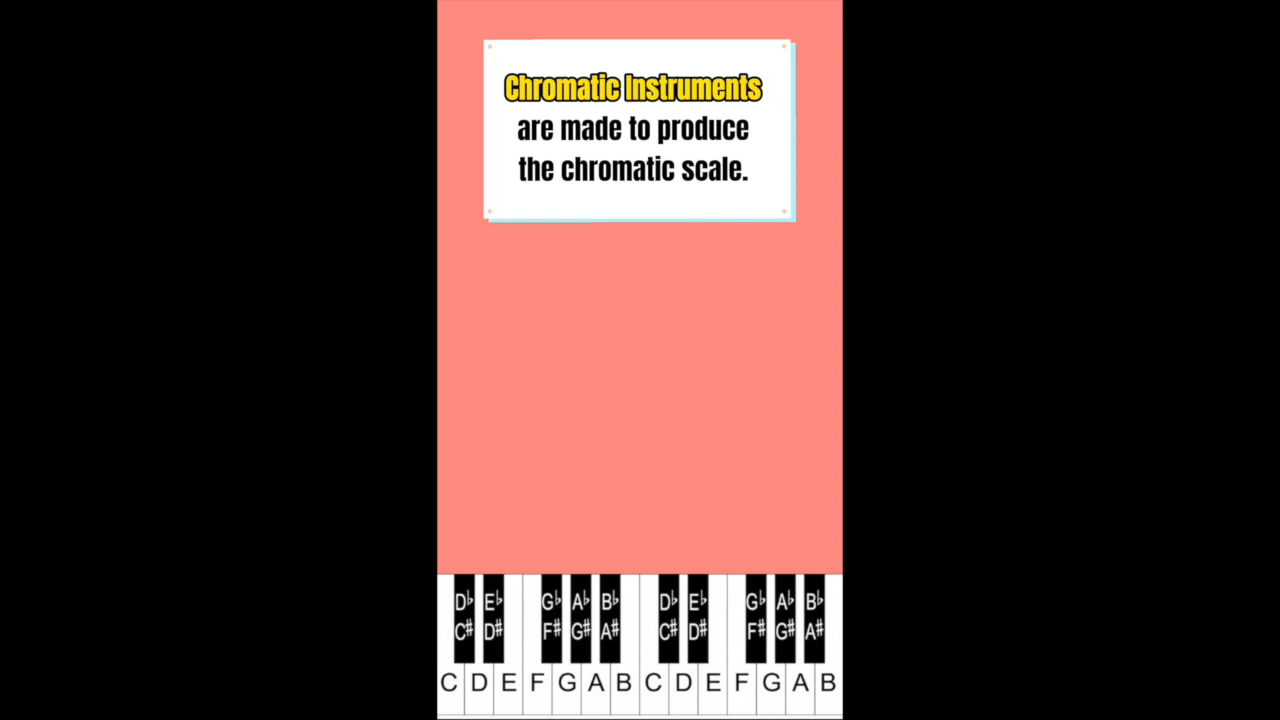 Chromatic Instruments
are made to produce
the chromatic scale.
D♭ E♭ G♭ A♭ B♭ D♭ E♭ G♭ A♭ B♭
C# D# F# G# A# C# D# F# G# A#
C D E F G A B C D E F G A B